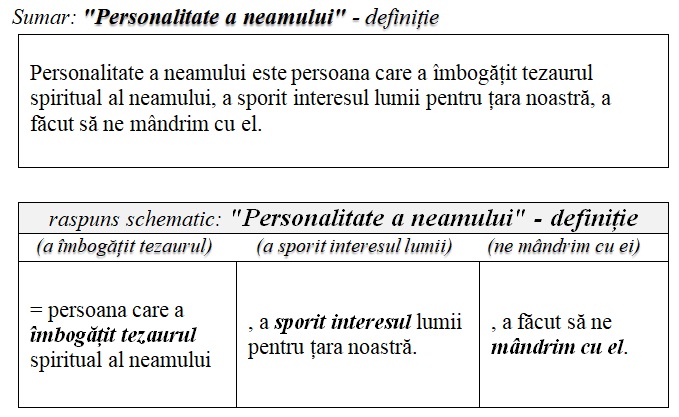 Sumar: "Personalitate a neamului" - definiție
Personalitate a neamului este persoana care a îmbogățit tezaurul
spiritual al neamului, a sporit interesul lumii pentru țara noastră, a
făcut să ne mândrim cu el.
raspuns schematic: "Personalitate a neamului" - definiție
(a îmbogățit tezaurul)
(a sporit interesul lumii)
(ne mândrim cu ei)
= persoana care a
îmbogățit tezaurul
spiritual al neamului
, a sporit interesul lumii
pentru țara noastră.
, a făcut să ne
mândrim cu el.